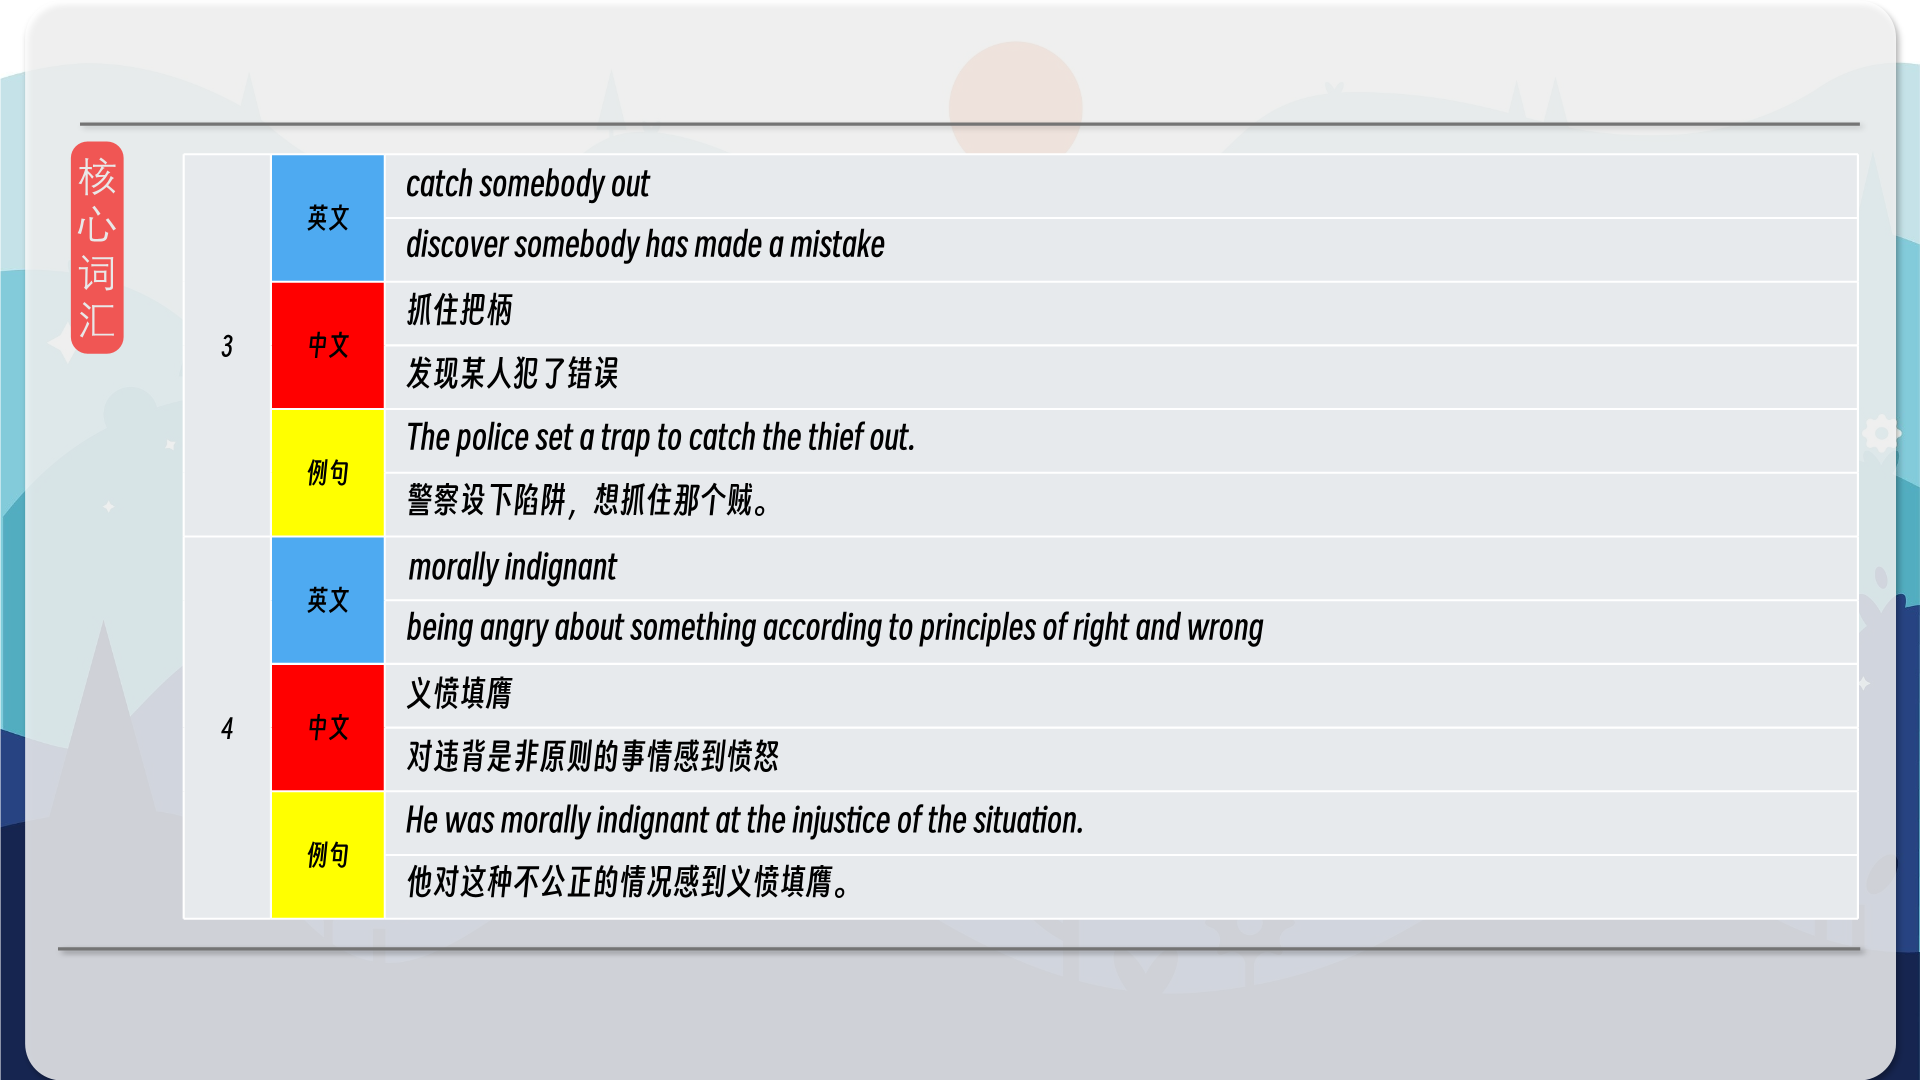 核
心
词
汇
3
英文
catch somebody out
discover somebody has made a mistake
中文
抓住把柄
发现某人犯了错误
例句
The police set a trap to catch the thief out.
警察设下陷阱，想抓住那个贼。
4
英文
morally indignant
being angry about something according to principles of right and wrong
中文
义愤填膺
对违背是非原则的事情感到愤怒
例句
He was morally indignant at the injustice of the situation.
他对这种不公正的情况感到义愤填膺。